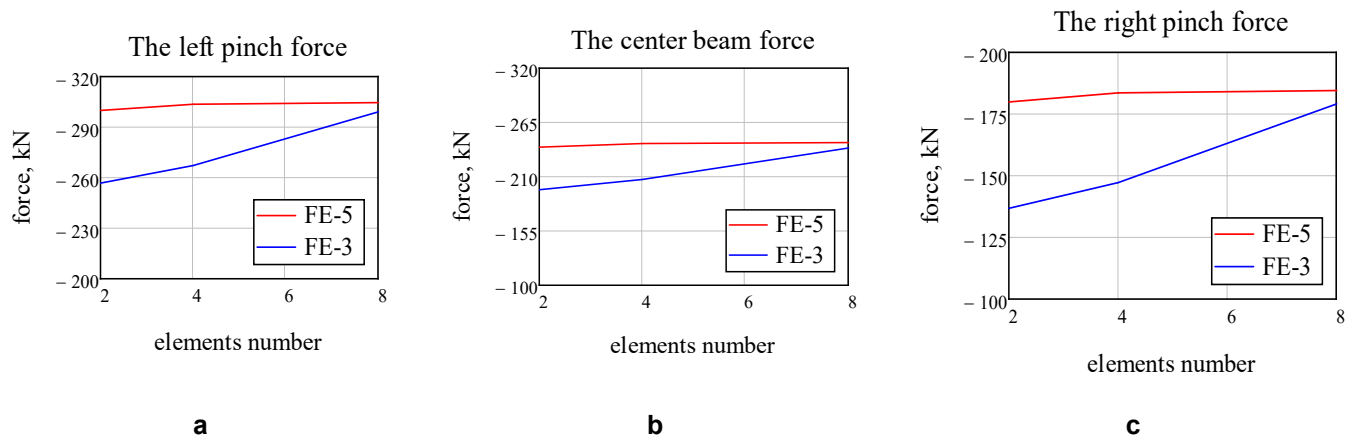 The left pinch force
force, kN
− 320
− 290
− 260
− 230
− 200
2 4 6 8
FE-5
FE-3
elements number
a
The center beam force
force, kN
− 320
− 265
− 210
− 155
− 100
2 4 6 8
FE-5
FE-3
elements number
b
The right pinch force
force, kN
− 200
− 175
− 150
− 125
− 100
2 4 6 8
FE-5
FE-3
elements number
c